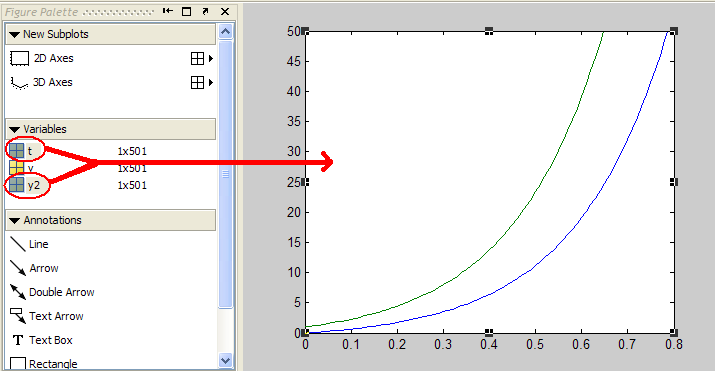 Figure Palette
New Subplots
2D Axes
3D Axes
Variables
t 1x501
y 1x501
y2 1x501
Annotations
Line
Arrow
Double Arrow
Text Arrow
T Text Box
Rectangle
50
45
40
35
30
25
20
15
10
5
0
0 0.1 0.2 0.3 0.4 0.5 0.6 0.7 0.8